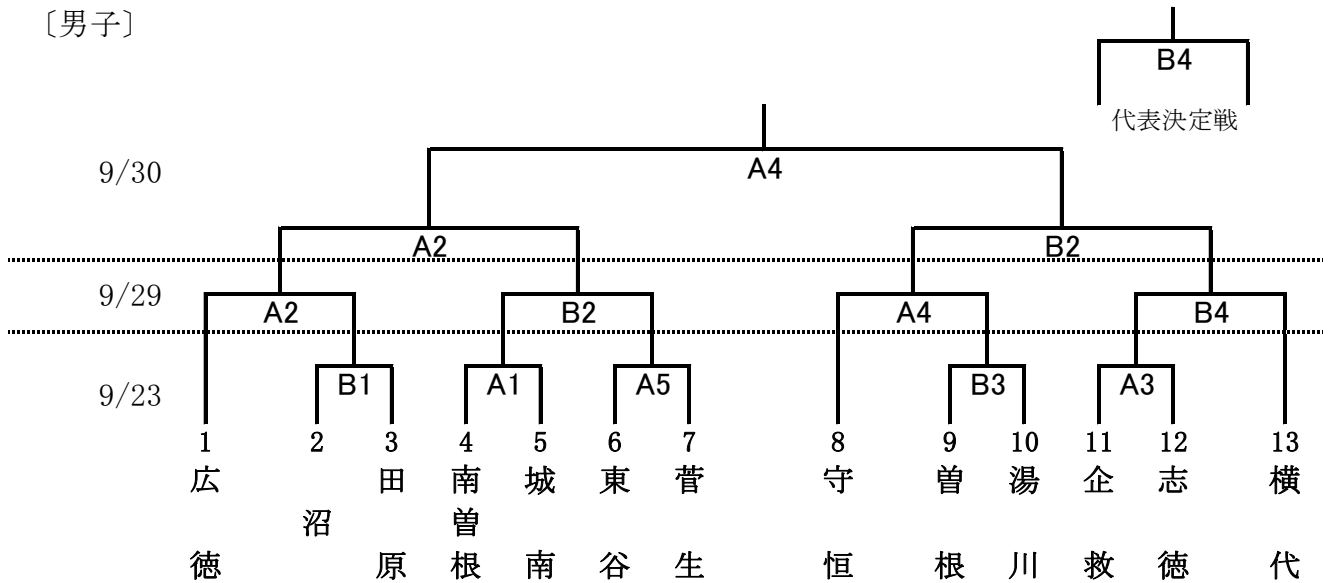 〔男子〕
B4
代表決定戦
9/30
A4
A2
B2
9/29
A2
B2
A4
B4
9/23
B1
A1
A5
B3
A3
1 2 3 4 5 6 7 8 9 10 11 12 13
広徳
沼
田原
南曽根
城南
東谷
菅生
守恒
曽根
湯川
企救
志徳
横代